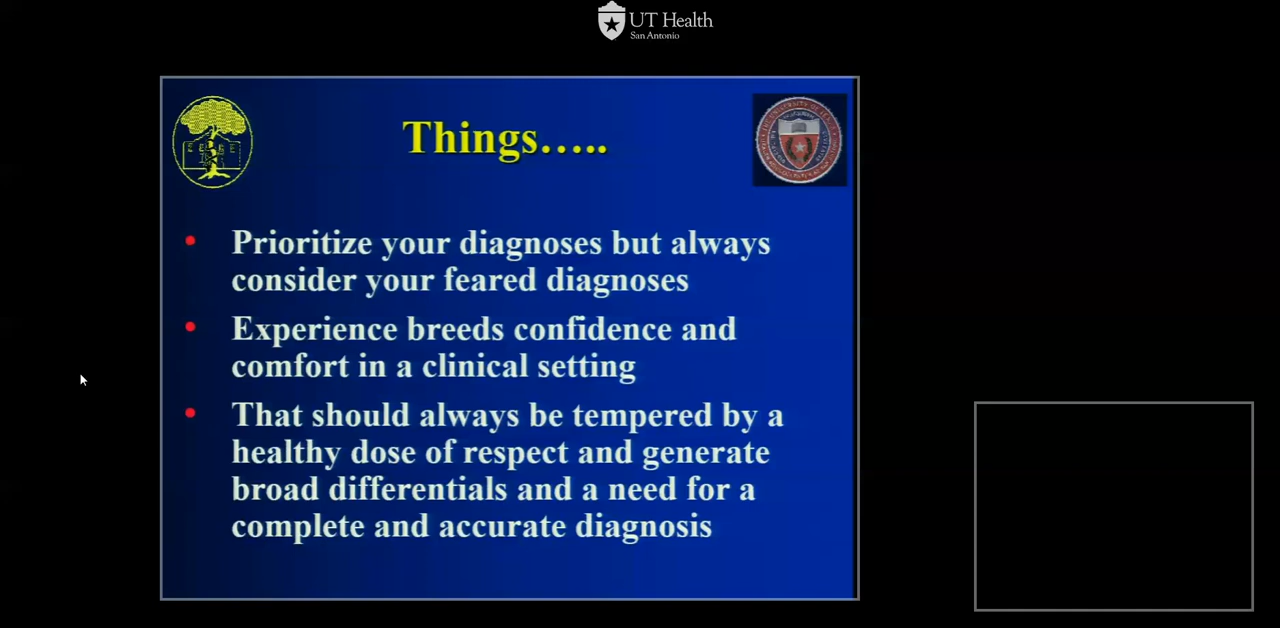 UT Health
San Antonio
Things…..
Prioritize your diagnoses but always
consider your feared diagnoses
Experience breeds confidence and
comfort in a clinical setting
That should always be tempered by a
healthy dose of respect and generate
broad differentials and a need for a
complete and accurate diagnosis